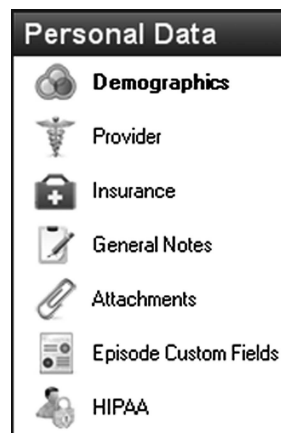 Personal Data
Demographics
Provider
Insurance
General Notes
Attachments
Episode Custom Fields
HIPAA